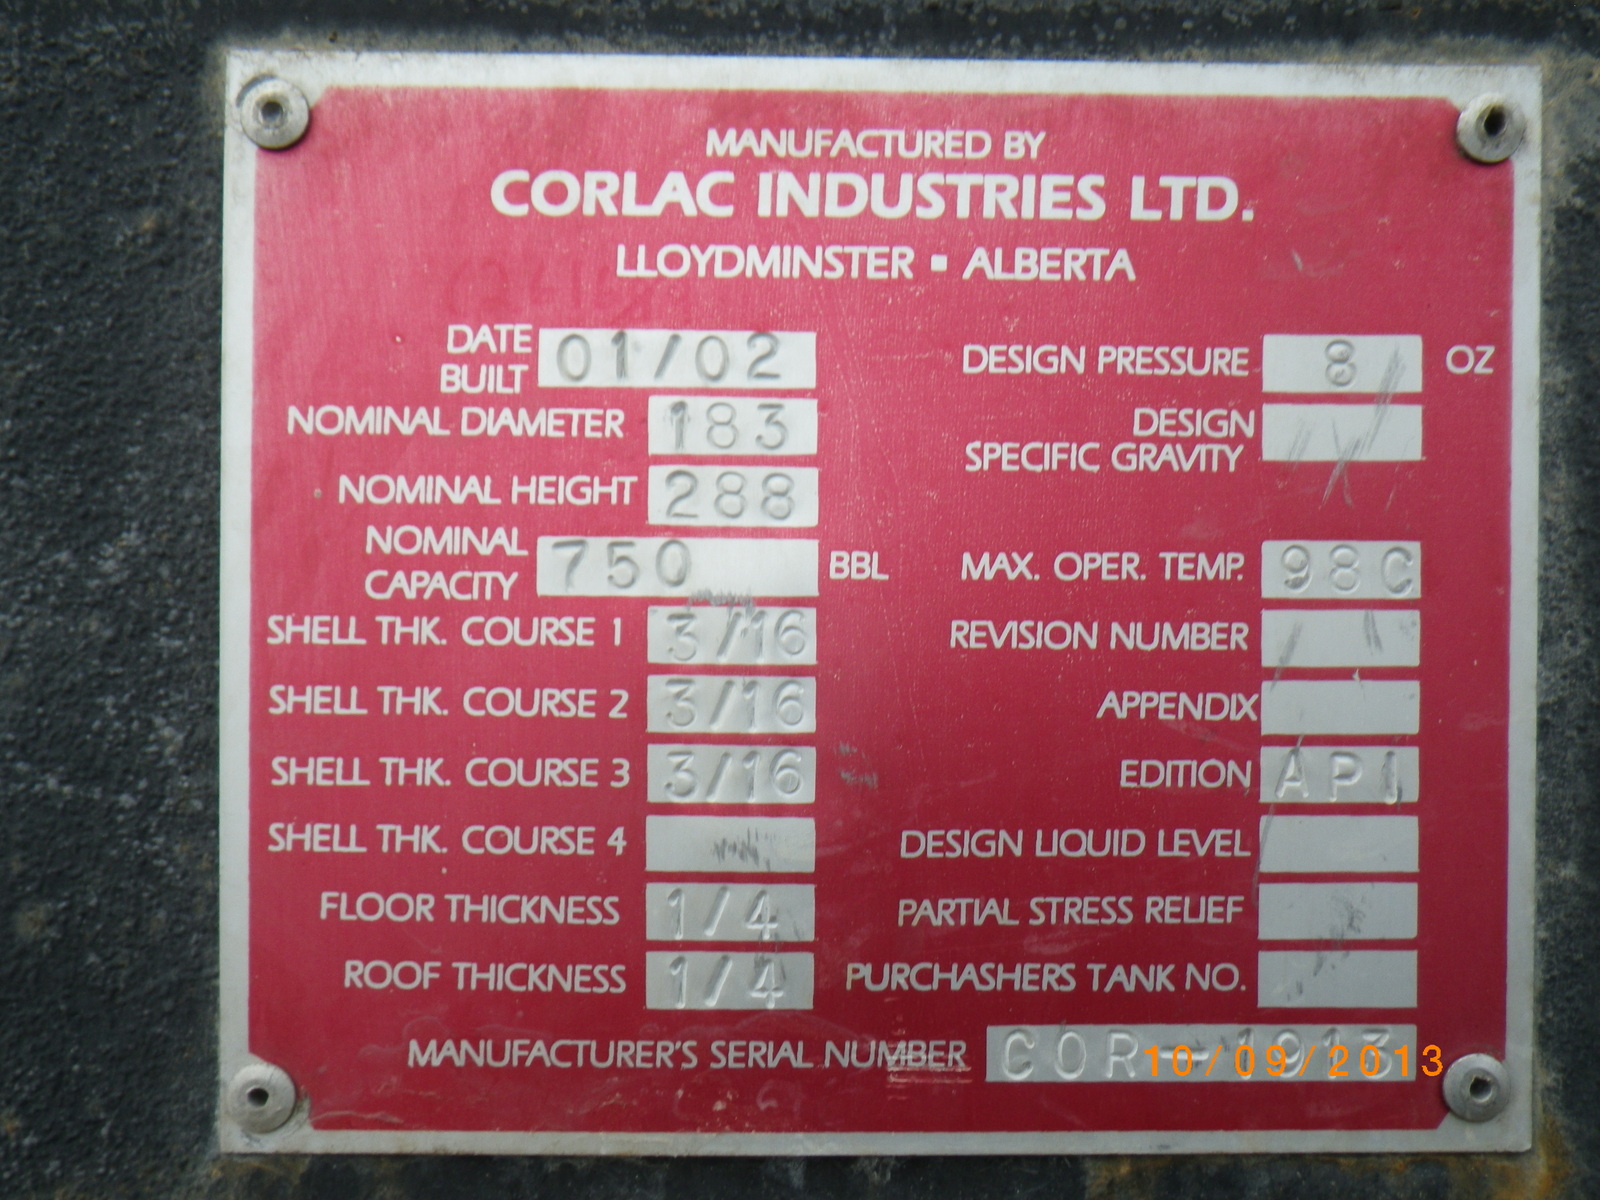 MANUFACTURED BY
CORLAC INDUSTRIES LTD.
LLOYDMINSTER ▪ ALBERTA
DATE BUILT 01/02
NOMINAL DIAMETER 183
NOMINAL HEIGHT 288
NOMINAL CAPACITY 750 BBL
SHELL THK. COURSE 1 3/16
SHELL THK. COURSE 2 3/16
SHELL THK. COURSE 3 3/16
SHELL THK. COURSE 4
FLOOR THICKNESS 1/4
ROOF THICKNESS 1/4
DESIGN PRESSURE 8 OZ
DESIGN SPECIFIC GRAVITY
MAX. OPER. TEMP. 98C
REVISION NUMBER
APPENDIX
EDITION API
DESIGN LIQUID LEVEL
PARTIAL STRESS RELIEF
PURCHASHERS TANK NO.
MANUFACTURER'S SERIAL NUMBER COR-1913
10/09/2013